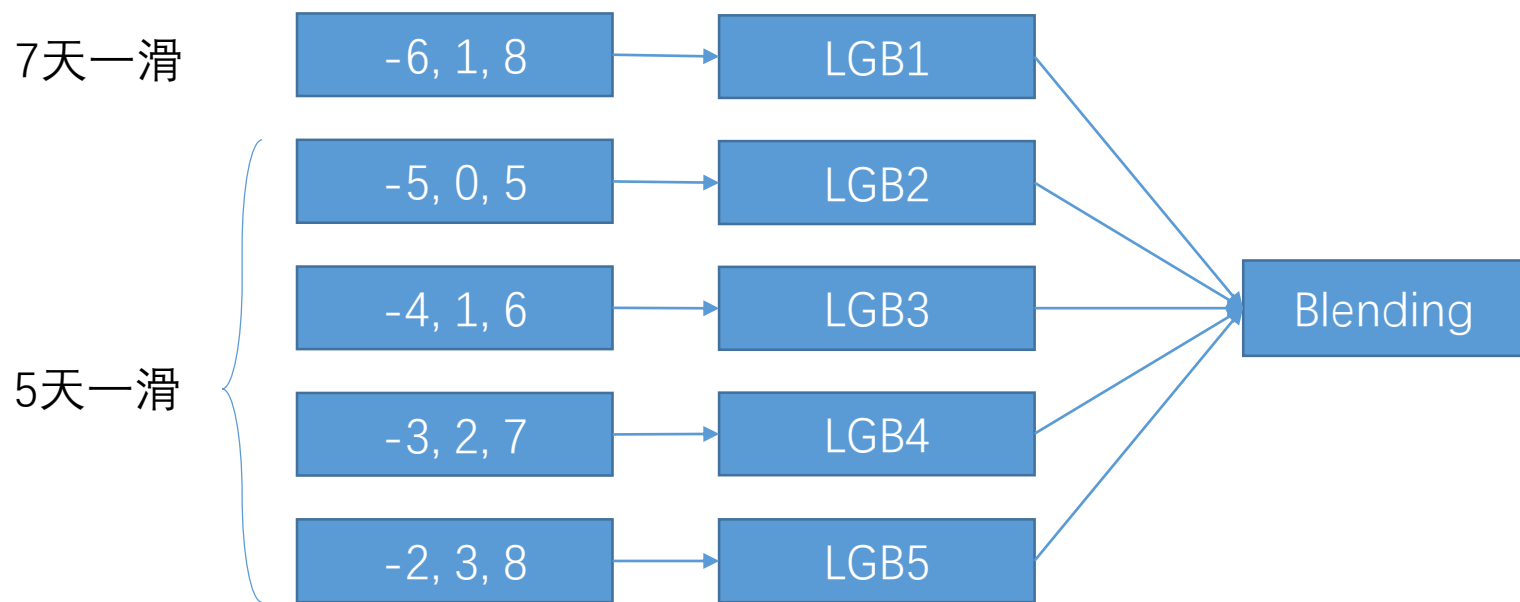 7天一滑
-6, 1, 8
LGB1
-5, 0, 5
LGB2
-4, 1, 6
LGB3
Blending
5天一滑
-3, 2, 7
LGB4
-2, 3, 8
LGB5